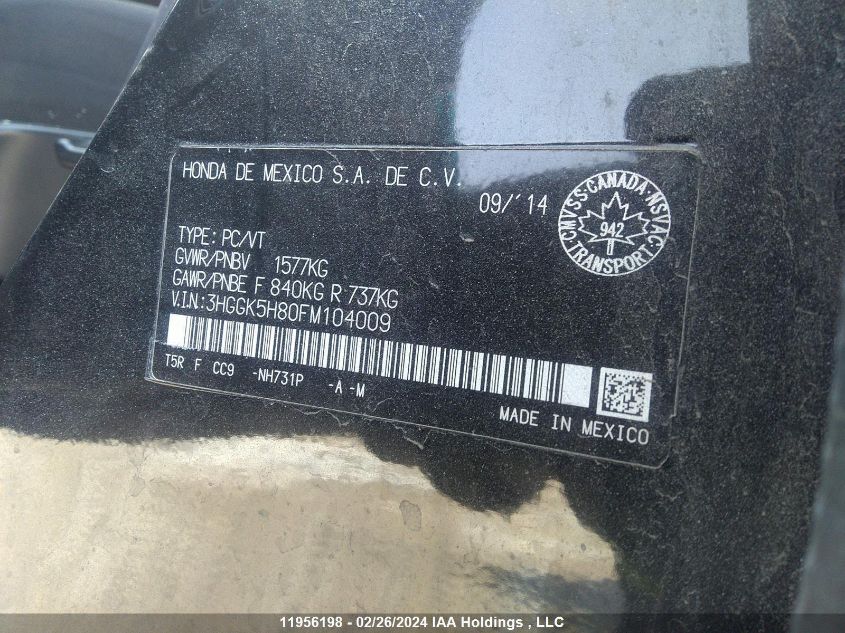 HONDA DE MEXICO S.A. DE C.V.
09/'14
CMVSS·CANADA·NSVAC·
942
TRANSPORT
TYPE: PC/VT
GVWR/PNBV 1577KG
GAWR/PNBE F 840KG R 737KG
V.I.N.:3HGGK5H80FM104009
T5R F CC9 -NH731P -A -M
MADE IN MEXICO
11956198 - 02/26/2024 IAA Holdings , LLC